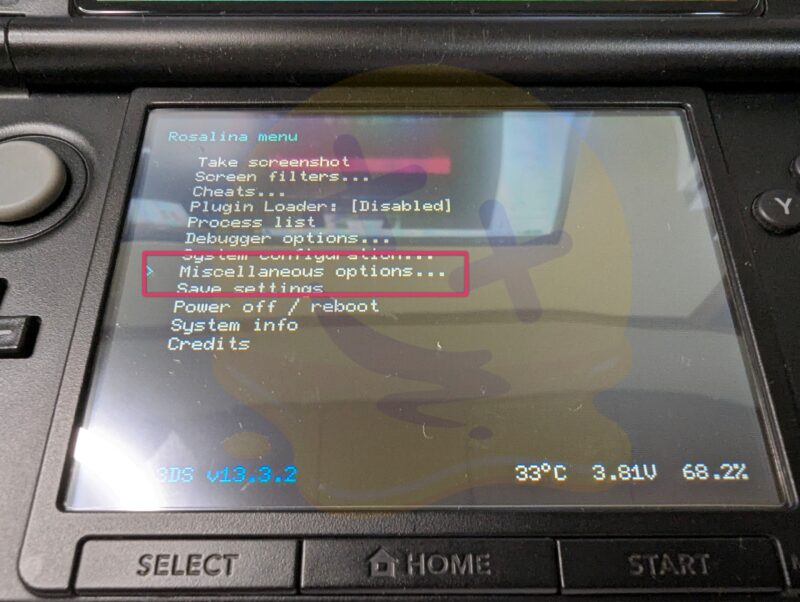 Rosalina menu
Take screenshot
Screen filters...
Cheats...
Plugin Loader: [Disabled]
Process list
Debugger options...
System configuration...
> Miscellaneous options...
Save settings
Power off / reboot
System info
Credits
3DS v13.3.2 33°C 3.81V 68.2%
SELECT HOME START
Y